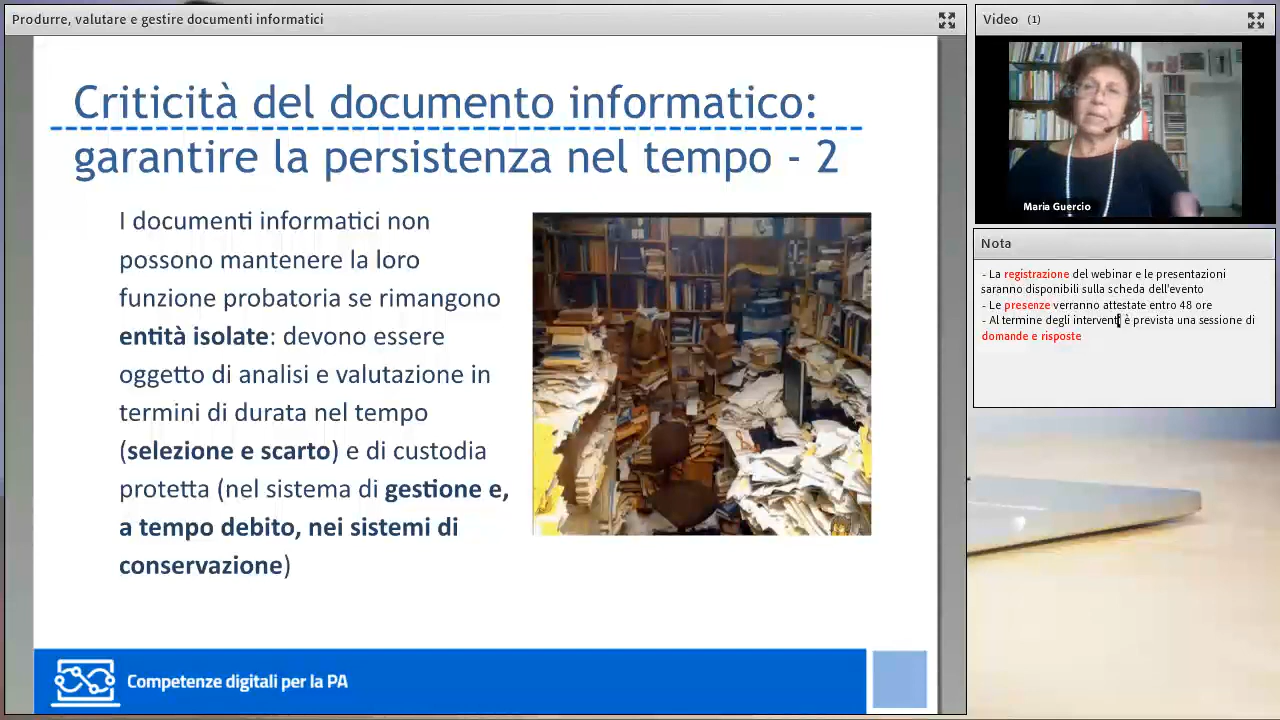 Produrre, valutare e gestire documenti informatici
Criticità del documento informatico:
garantire la persistenza nel tempo - 2
I documenti informatici non
possono mantenere la loro
funzione probatoria se rimangono
entità isolate: devono essere
oggetto di analisi e valutazione in
termini di durata nel tempo
(selezione e scarto) e di custodia
protetta (nel sistema di gestione e,
a tempo debito, nei sistemi di
conservazione)
Competenze digitali per la PA
Video (1)
Maria Guercio
Nota
- La registrazione del webinar e le presentazioni
saranno disponibili sulla scheda dell'evento
- Le presenze verranno attestate entro 48 ore
- Al termine degli interventi è prevista una sessione di
domande e risposte